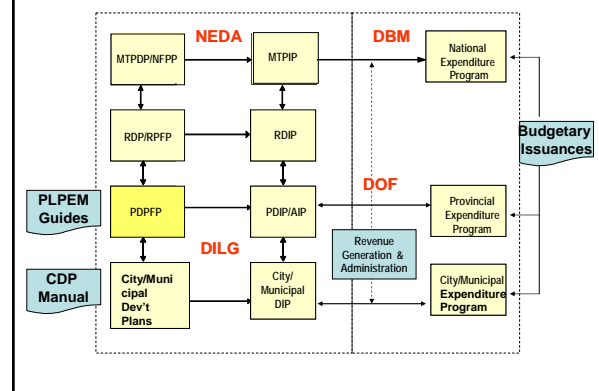 NEDA
DBM
MTPDP/NFPP
MTPIP
National
Expenditure
Program
RDP/RPFP
RDIP
Budgetary
Issuances
PLPEM
Guides
PDPFP
PDIP/AIP
DOF
Provincial
Expenditure
Program
DILG
Revenue
Generation &
Administration
CDP
Manual
City/Muni
cipal
Dev't
Plans
City/
Municipal
DIP
City/Municipal
Expenditure
Program